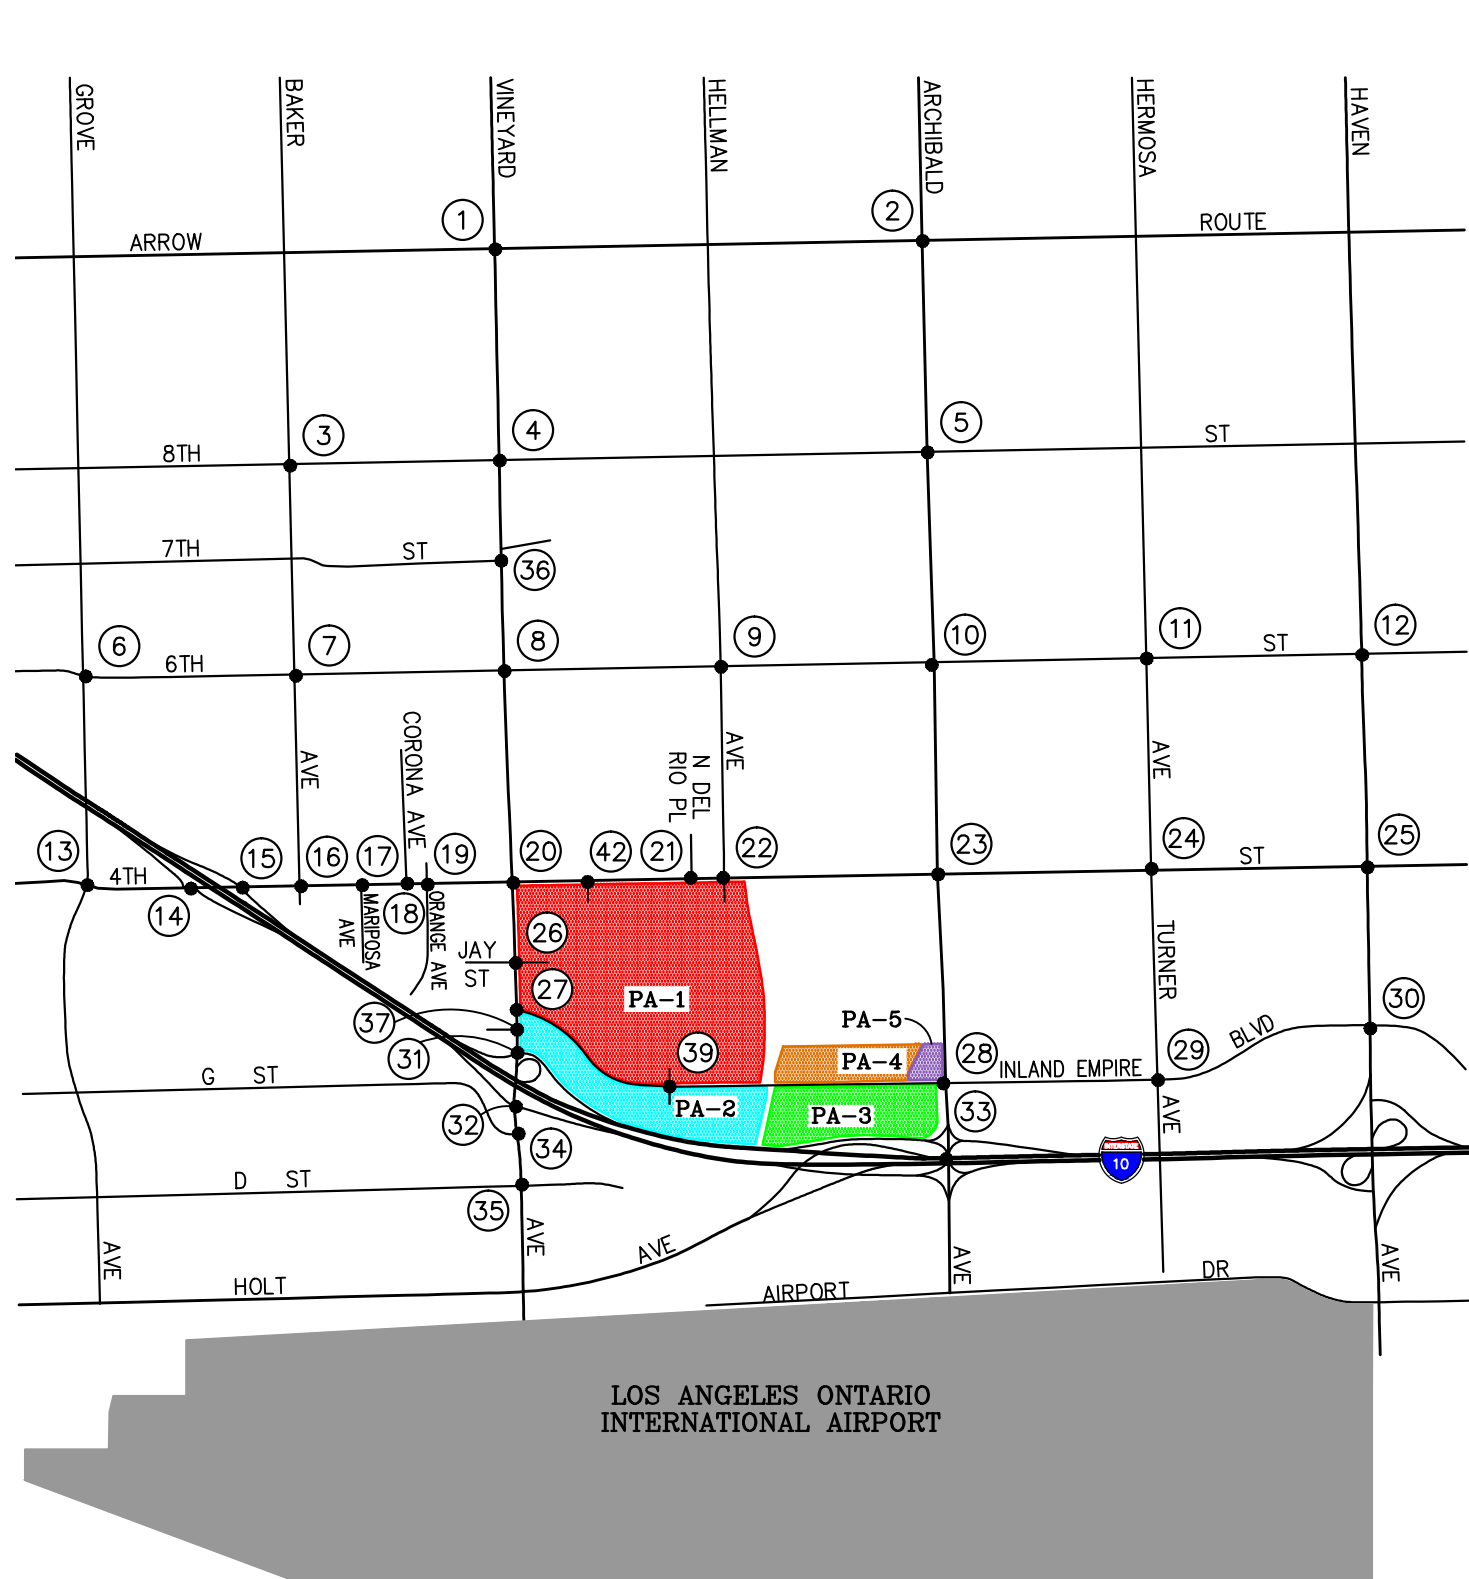 GROVE
BAKER
VINEYARD
HELLMAN
ARCHIBALD
HERMOSA
HAVEN
1
2
ARROW
ROUTE
3
4
5
8TH
ST
7TH
ST
36
6
7
8
9
10
11
12
6TH
ST
CORONA AVE
AVE
N DEL
RIO PL
AVE
AVE
13
15
16
17
19
20
42
21
22
23
24
25
4TH
ST
14
18
MARIPOSA
AVE
ORANGE AVE
26
JAY
ST
27
TURNER
PA-1
30
37
PA-5
BLVD
31
39
PA-4
28
INLAND EMPIRE
29
G ST
PA-2
PA-3
33
AVE
32
34
INTERSTATE
10
D ST
35
AVE
AVE
AVE
AVE
AVE
HOLT
AIRPORT
DR
LOS ANGELES ONTARIO
INTERNATIONAL AIRPORT